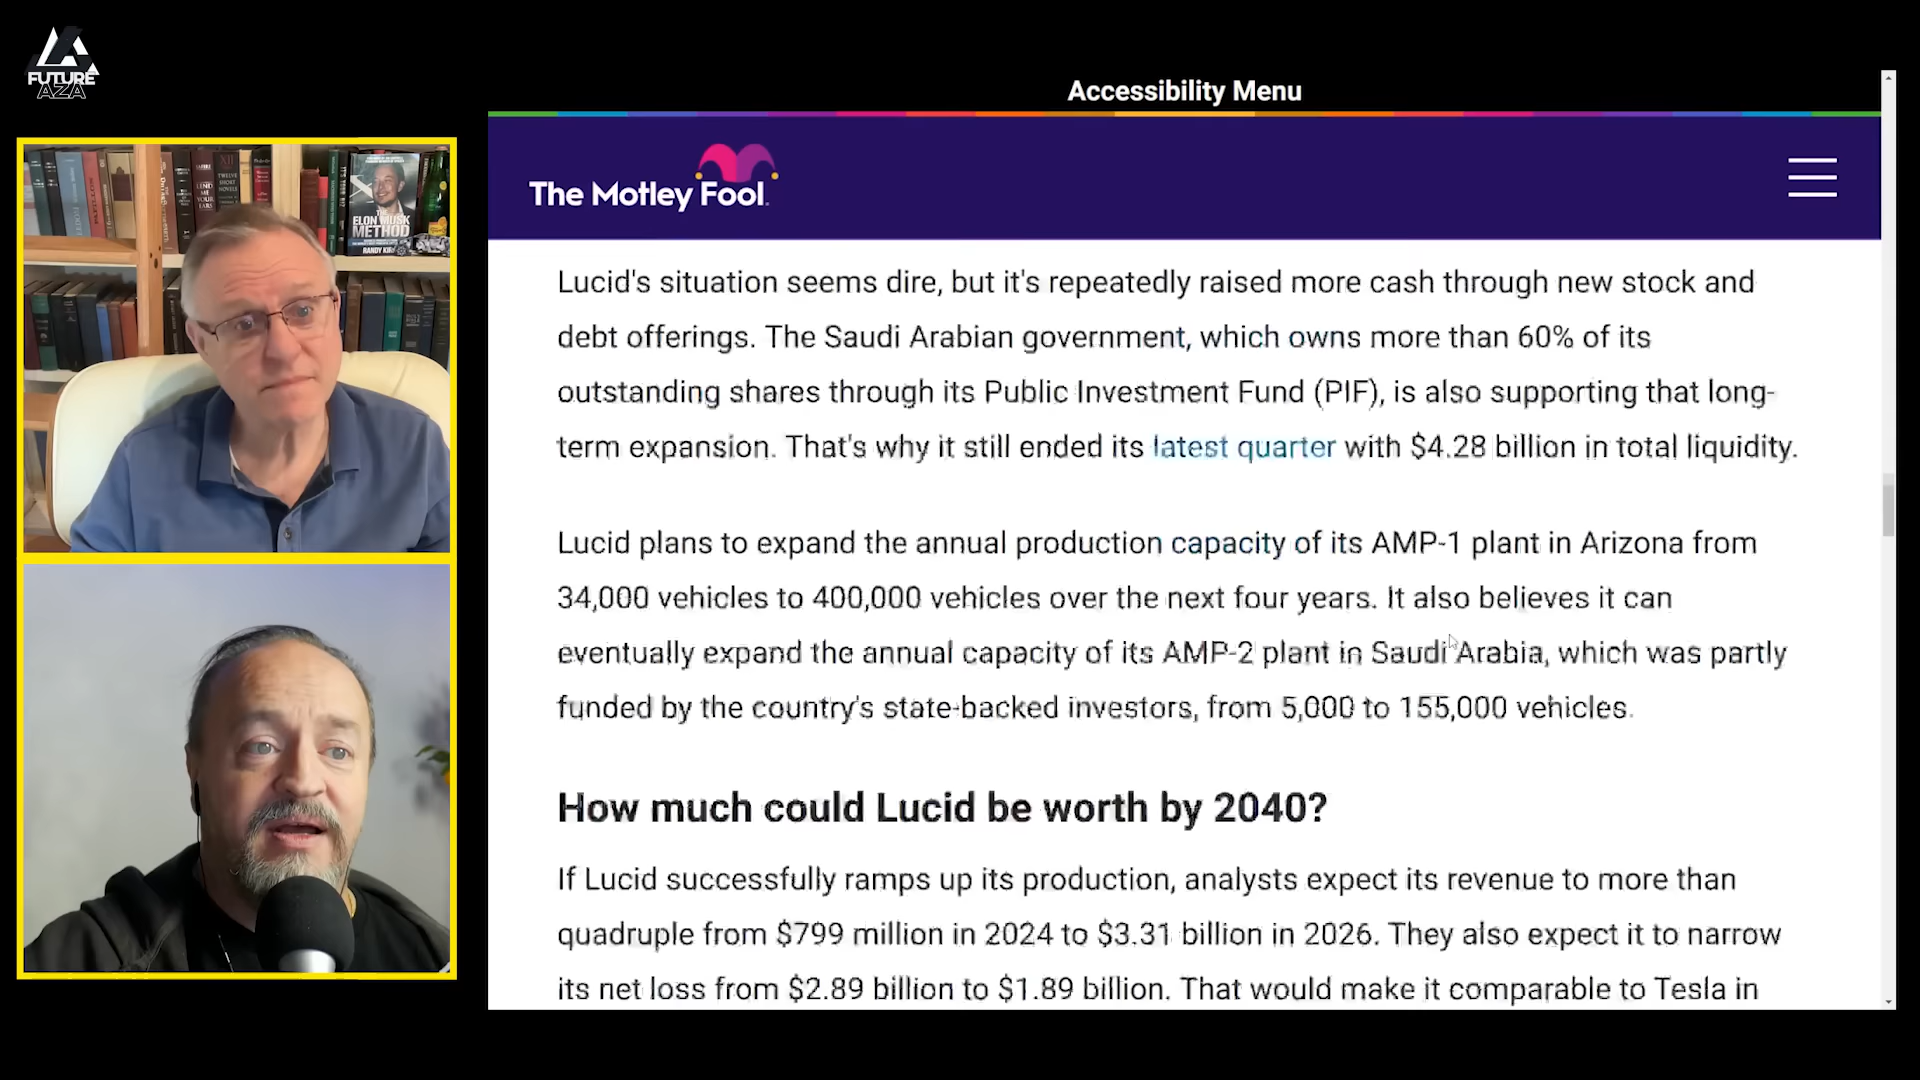 FUTURE
AZA
Accessibility Menu
The Motley Fool.
THE
ELON MUSK
METHOD
LEND
ME
YOUR
EARS
XII
TWELVE
SHORT
NOVELS
Lucid's situation seems dire, but it's repeatedly raised more cash through new stock and
debt offerings. The Saudi Arabian government, which owns more than 60% of its
outstanding shares through its Public Investment Fund (PIF), is also supporting that long-
term expansion. That's why it still ended its latest quarter with $4.28 billion in total liquidity.
Lucid plans to expand the annual production capacity of its AMP-1 plant in Arizona from
34,000 vehicles to 400,000 vehicles over the next four years. It also believes it can
eventually expand the annual capacity of its AMP-2 plant in Saudi Arabia, which was partly
funded by the country's state-backed investors, from 5,000 to 155,000 vehicles.
How much could Lucid be worth by 2040?
If Lucid successfully ramps up its production, analysts expect its revenue to more than
quadruple from $799 million in 2024 to $3.31 billion in 2026. They also expect it to narrow
its net loss from $2.89 billion to $1.89 billion. That would make it comparable to Tesla in